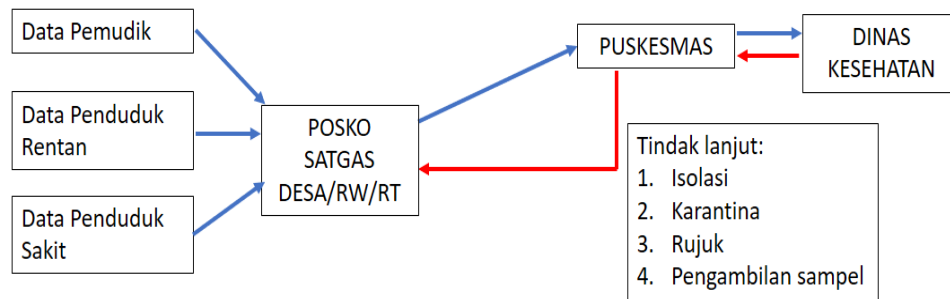 Data Pemudik
Data Penduduk
Rentan
Data Penduduk
Sakit
POSKO
SATGAS
DESA/RW/RT
PUSKESMAS
DINAS
KESEHATAN
Tindak lanjut:
1. Isolasi
2. Karantina
3. Rujuk
4. Pengambilan sampel